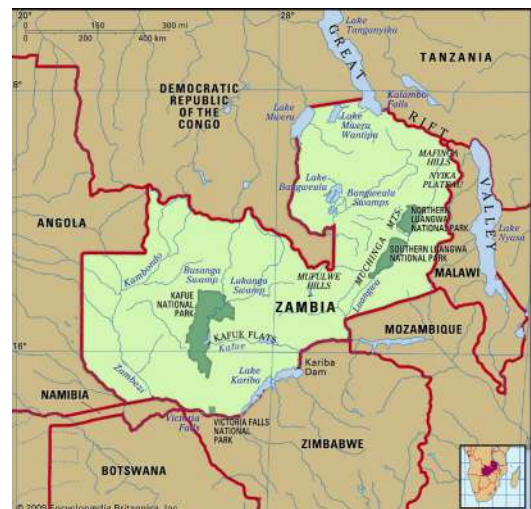 20°
28°
0 80 160 300 mi
0 200 400 km
Lake
Tanganyika
GREAT
TANZANIA
8°
DEMOCRATIC
REPUBLIC
OF THE
CONGO
Lake
Mweru
Kalambo
Falls
Lake
Mweru
Wantipa
RIFT
MAFINGA
HILLS
NYIKA
PLATEAU
VALLEY
Lake
Bangweulu
Bangweulu
Swamps
MUCHINGA MTS.
NORTHERN
LUANGWA
NATIONAL PARK
SOUTHERN LUANGWA
NATIONAL PARK
Lake
Nyasa
ANGOLA
Kambondo
Busanga
Swamp
Lukanga
Swamp
MUFULWE
HILLS
Luangwa
MALAWI
KAFUE
NATIONAL
PARK
ZAMBIA
MOZAMBIQUE
KAFUE FLATS
Kafue
16°
Kariba
Dam
Lake
Kariba
Zambezi
NAMIBIA
Victoria
Falls
VICTORIA FALLS
NATIONAL
PARK
ZIMBABWE
BOTSWANA
© 2009 Encyclopædia Britannica, Inc.